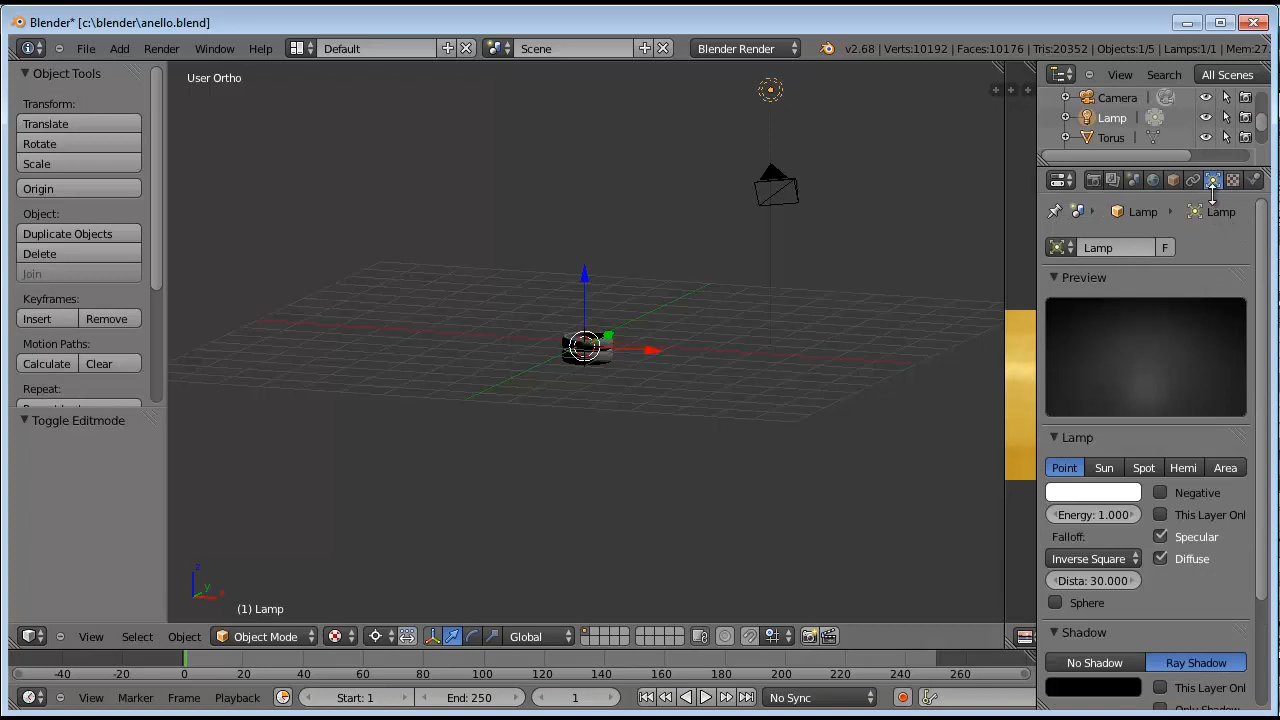 Blender* [c:\blender\anello.blend]
File Add Render Window Help Default Scene Blender Render v2.68 | Verts:10192 | Faces:10176 | Tris:20352 | Objects:1/5 | Lamps:1/1 | Mem:27.
Object Tools
Transform:
Translate
Rotate
Scale
Origin
Object:
Duplicate Objects
Delete
Join
Keyframes:
Insert Remove
Motion Paths:
Calculate Clear
Repeat:
Toggle Editmode
User Ortho
z
y
x
(1) Lamp
View Select Object Object Mode Global
-40 -20 0 20 40 60 80 100 120 140 160 180 200 220 240 260
View Marker Frame Playback Start: 1 End: 250 1 No Sync
View Search All Scenes
Camera
Lamp
Torus
Lamp Lamp
Lamp F
Preview
Lamp
Point Sun Spot Hemi Area
Negative
Energy: 1.000 This Layer Onl
Falloff: Specular
Inverse Square Diffuse
Dista: 30.000
Sphere
Shadow
No Shadow Ray Shadow
This Layer Onl